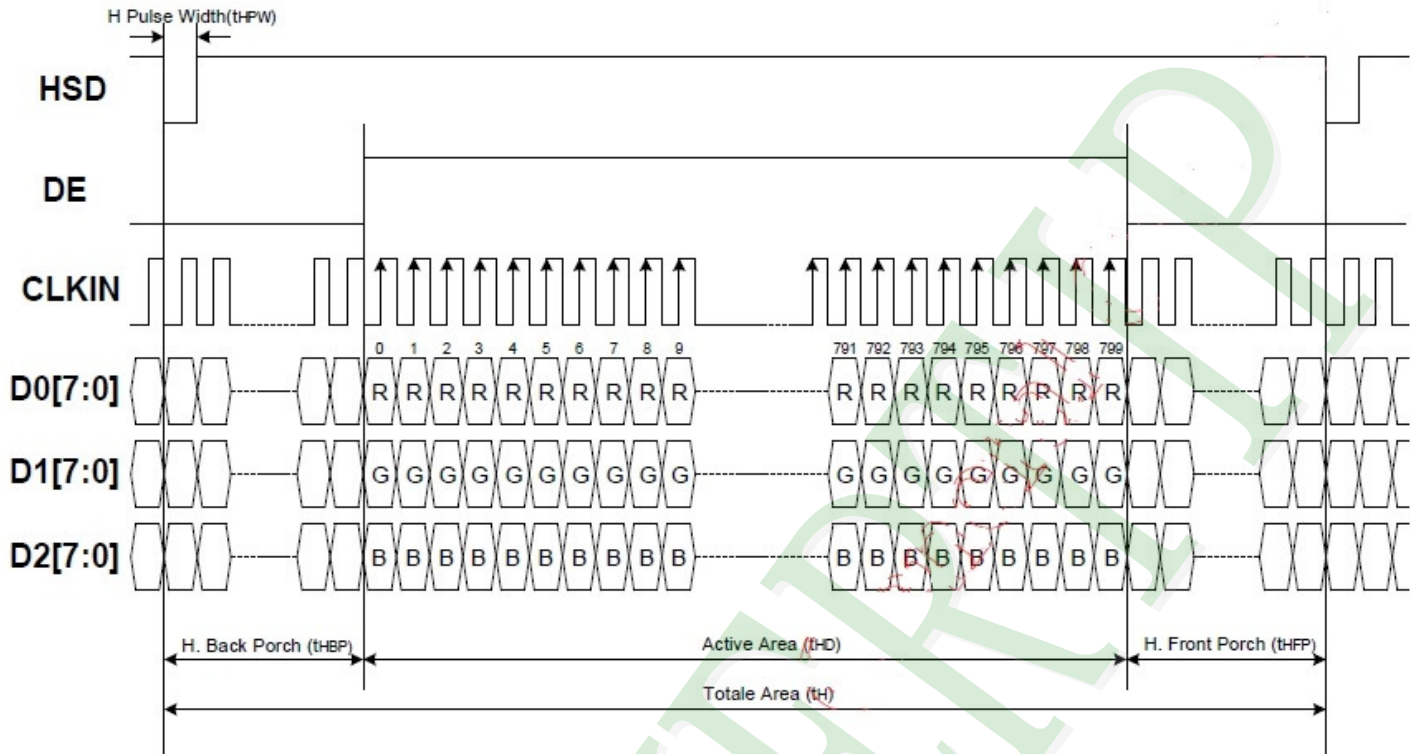 H Pulse Width(tHPW)
HSD
DE
CLKIN
0 1 2 3 4 5 6 7 8 9 791 792 793 794 795 796 797 798 799
D0[7:0] R R R R R R R R R R R R R R R R R R R
D1[7:0] G G G G G G G G G G G G G G G G G G G
D2[7:0] B B B B B B B B B B B B B B B B B B B
H. Back Porch (tHBP) Active Area (tHD) H. Front Porch (tHFP)
Totale Area (tH)